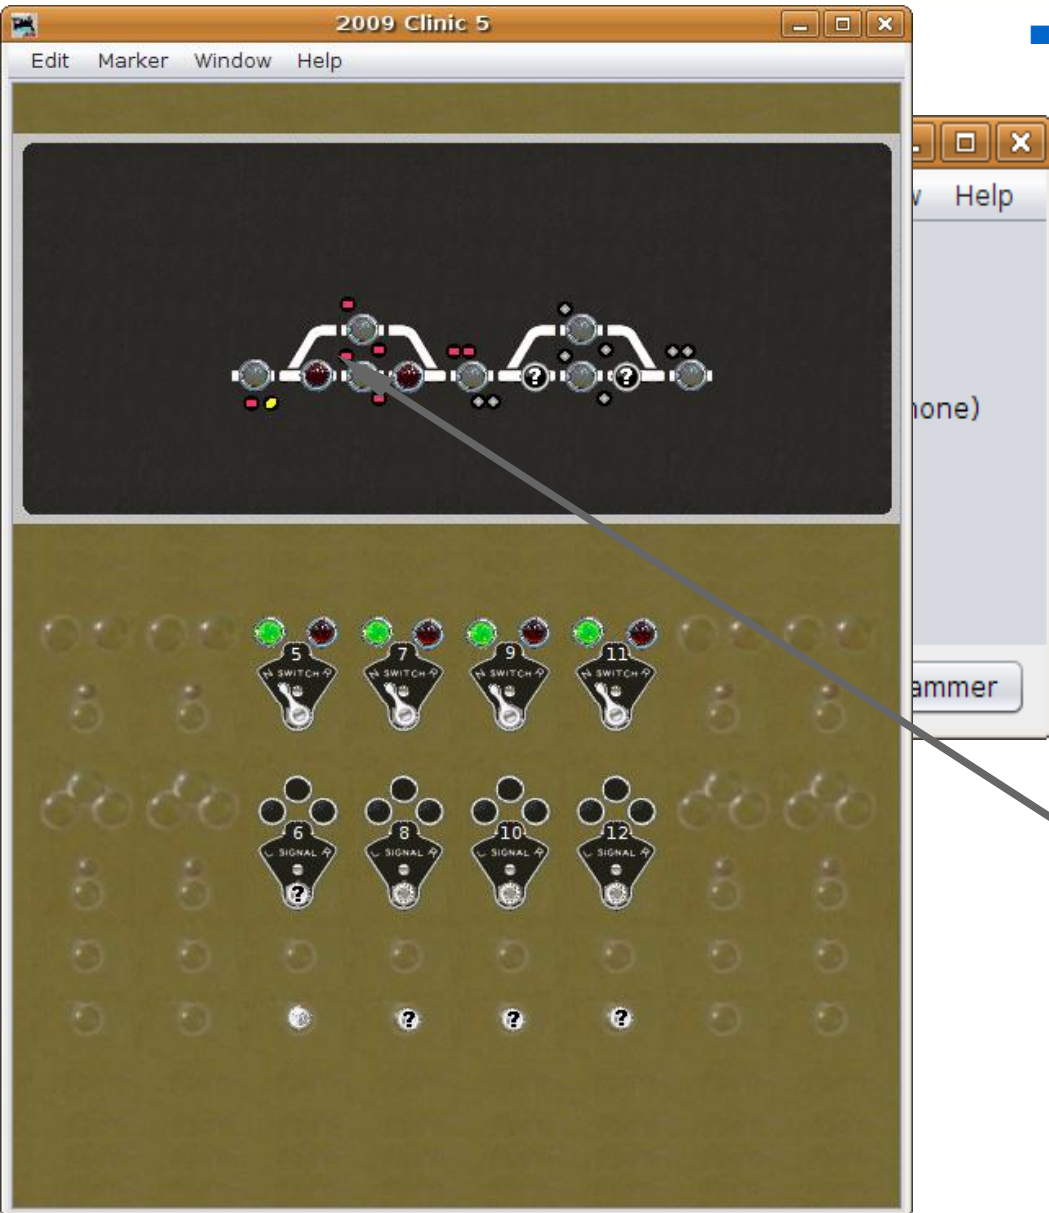 2009 Clinic 5
Edit Marker Window Help
Help
none)
ammer
? ?
5 7 9 11
N SWITCH R N SWITCH R N SWITCH R N SWITCH R
6 8 10 12
L SIGNAL R L SIGNAL R L SIGNAL R L SIGNAL R
?
? ? ?